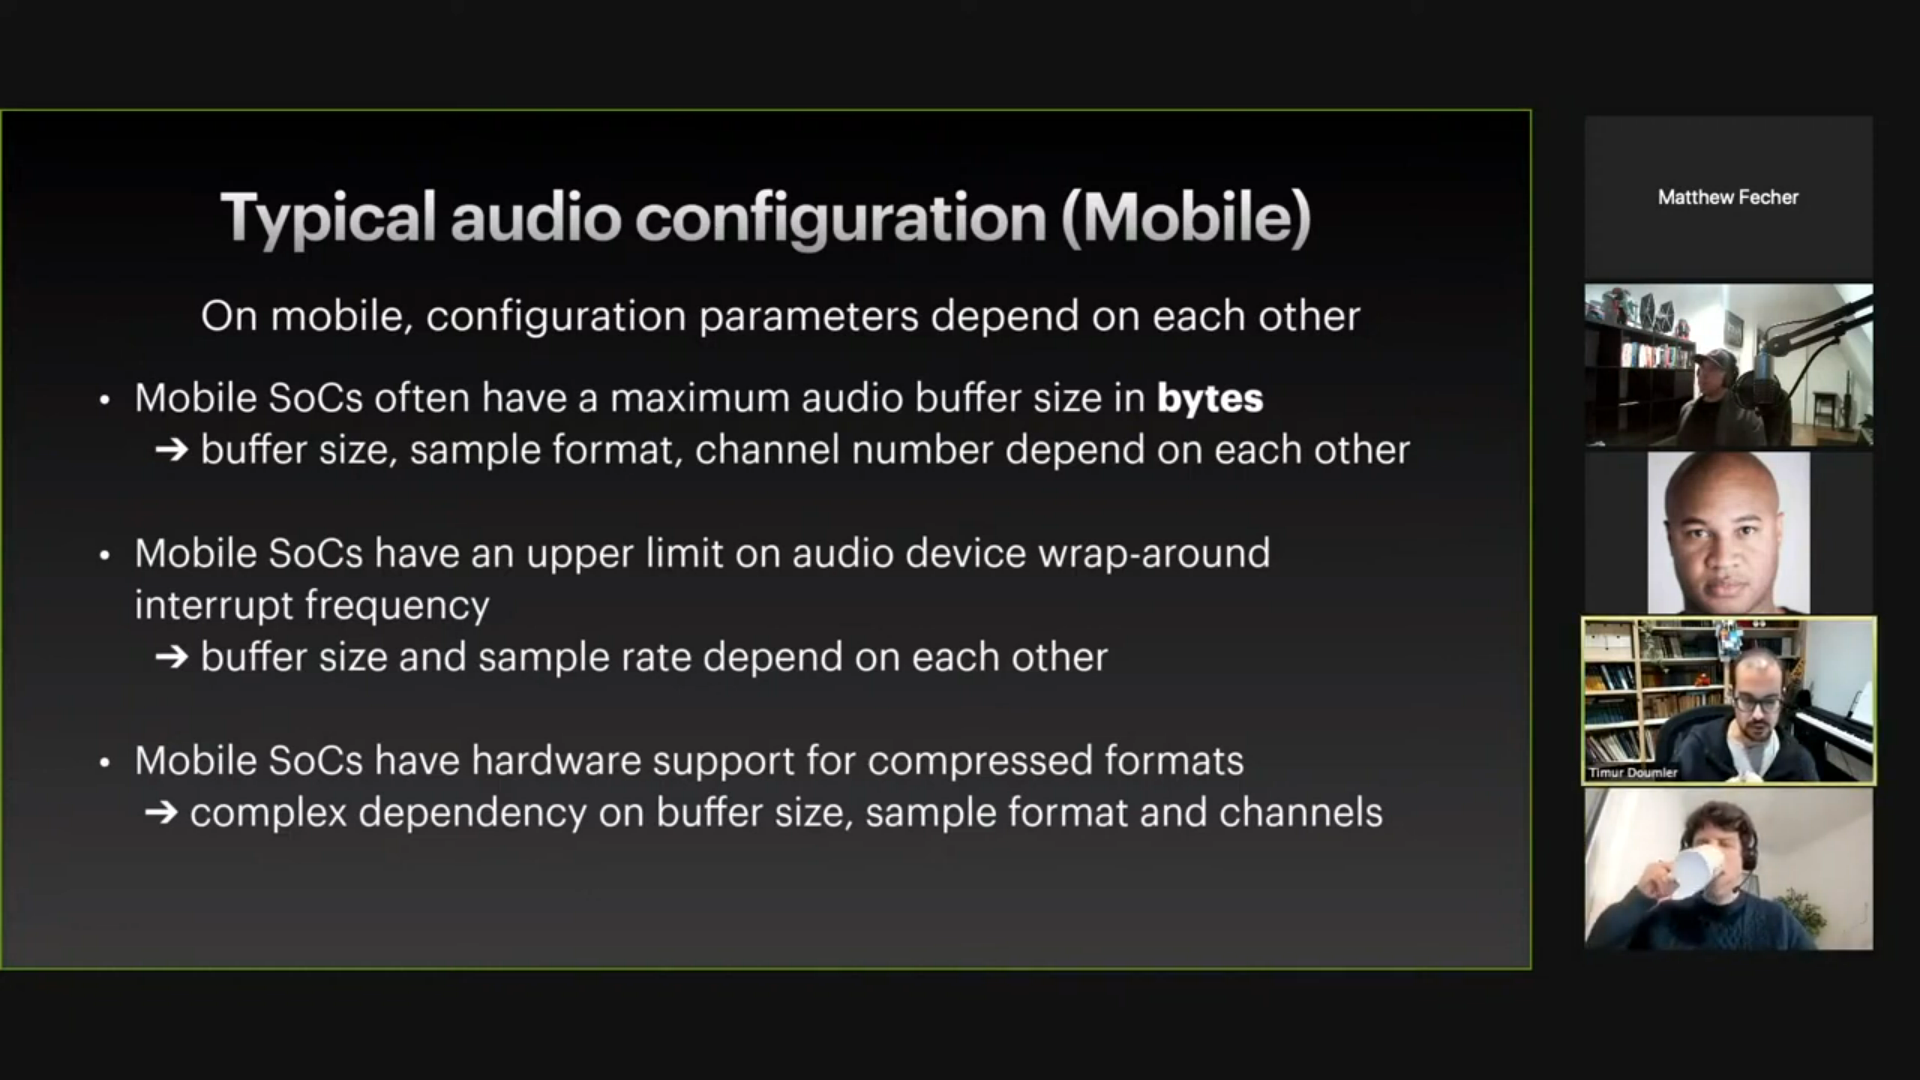 Typical audio configuration (Mobile)
On mobile, configuration parameters depend on each other
• Mobile SoCs often have a maximum audio buffer size in bytes
➔ buffer size, sample format, channel number depend on each other
• Mobile SoCs have an upper limit on audio device wrap-around
interrupt frequency
➔ buffer size and sample rate depend on each other
• Mobile SoCs have hardware support for compressed formats
➔ complex dependency on buffer size, sample format and channels
Matthew Fecher
Timur Doumler